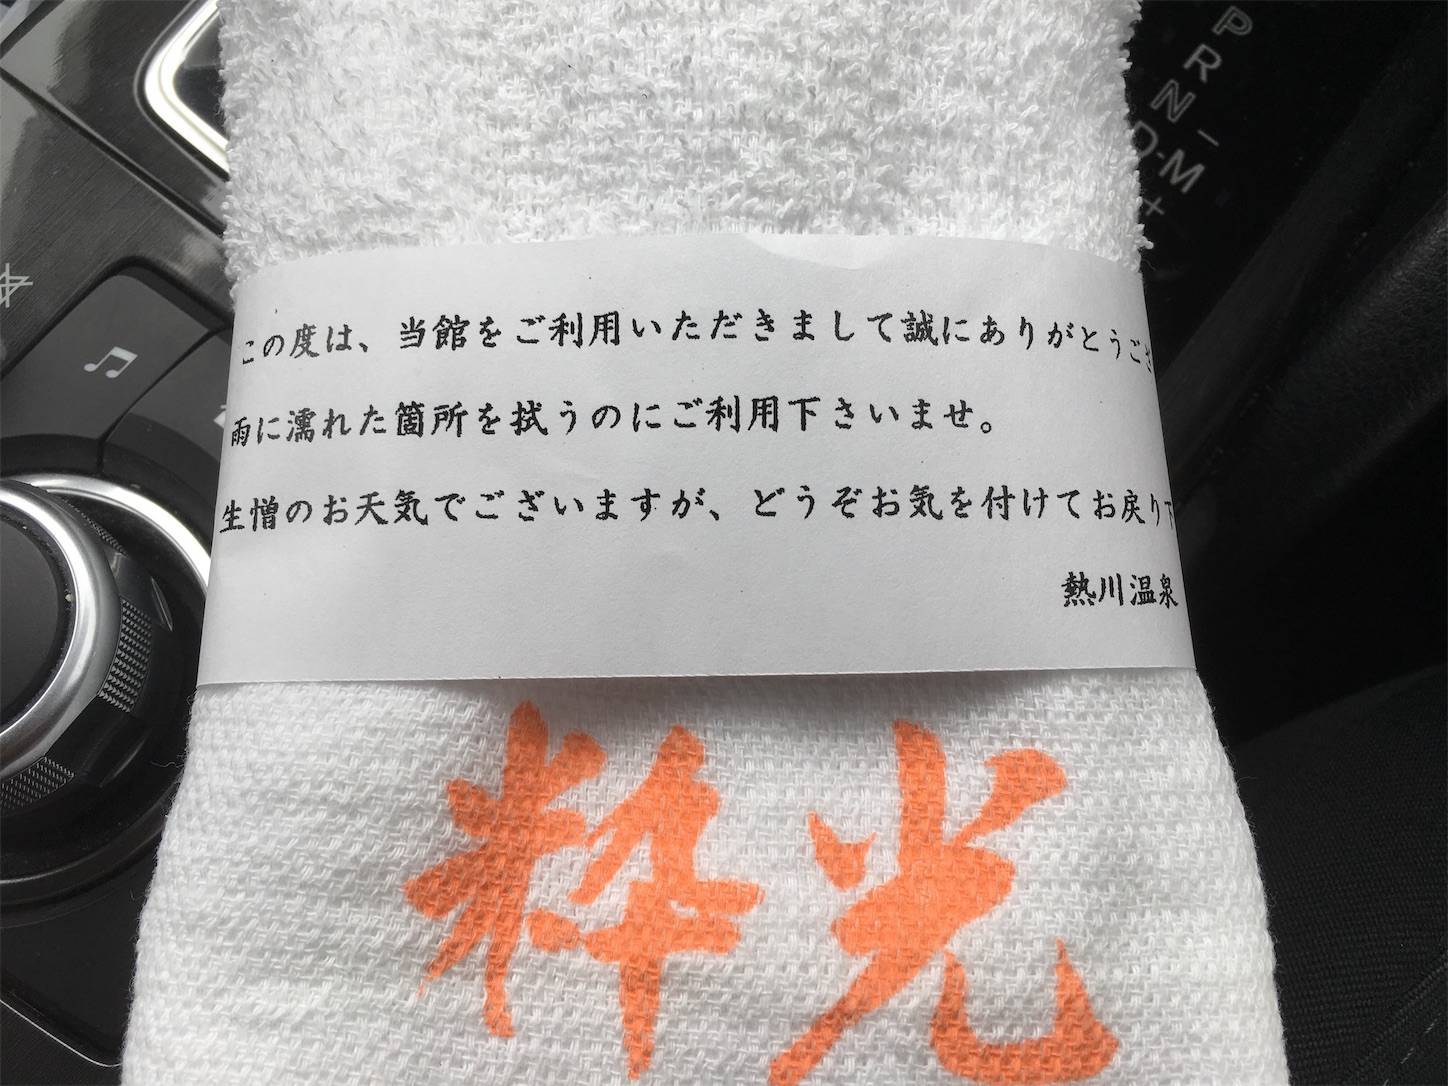 この度は、当館をご利用いただきまして誠にありがとうござ
雨に濡れた箇所を拭うのにご利用下さいませ。
生憎のお天気でございますが、どうぞお気を付けてお戻り下
熱川温泉
粋光
P
R
N
D·M
−
+